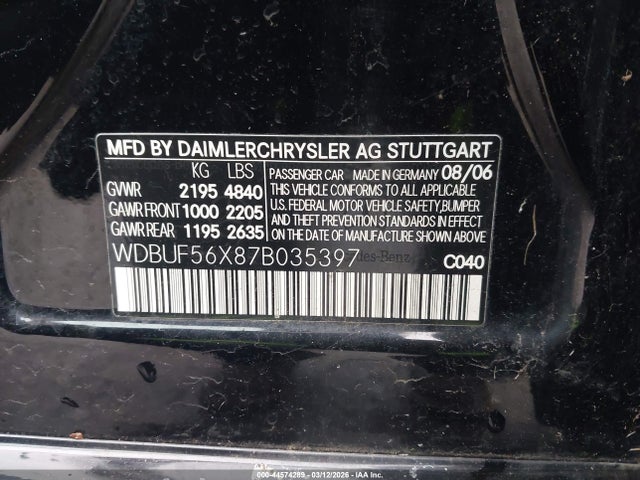 MFD BY DAIMLERCHRYSLER AG STUTTGART
KG LBS
GVWR 2195 4840
GAWR FRONT 1000 2205
GAWR REAR 1195 2635
PASSENGER CAR MADE IN GERMANY 08/06
THIS VEHICLE CONFORMS TO ALL APPLICABLE
U.S. FEDERAL MOTOR VEHICLE SAFETY, BUMPER
AND THEFT PREVENTION STANDARDS IN EFFECT
ON THE DATE OF MANUFACTURE SHOWN ABOVE.
WDBUF56X87B035397 des-Benz C040
000-44574289 - 03/12/2026 - IAA Inc.